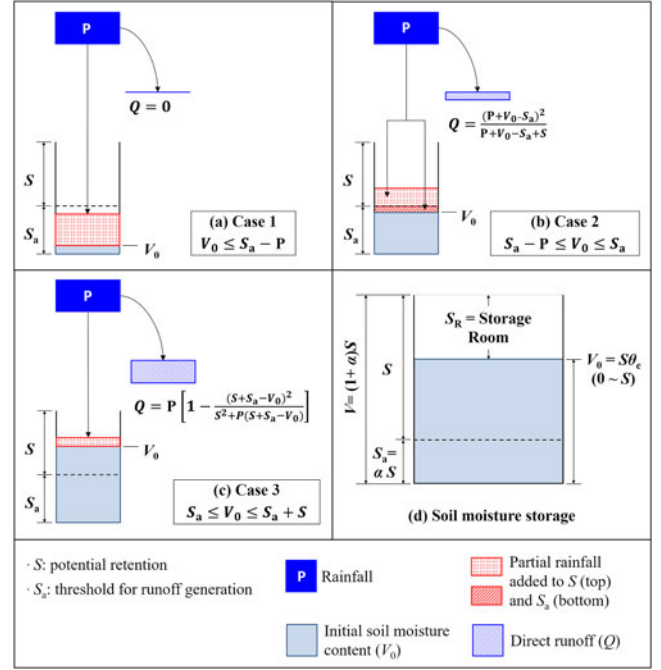 P
Q = 0
S
Sa
V0
(a) Case 1
V0 ≤ Sa − P
P
Q = (P+V0-Sa)² / P+V0-Sa+S
S
Sa
V0
(b) Case 2
Sa − P ≤ V0 ≤ Sa
P
Q = P [1 − (S+Sa−V0)² / S²+P(S+Sa−V0)]
S
V0
Sa
(c) Case 3
Sa ≤ V0 ≤ Sa + S
V= (1+ α)S
S
SR = Storage
Room
V0 = Sθe
(0 ~ S)
Sa =
α S
(d) Soil moisture storage
· S: potential retention
· Sa: threshold for runoff generation
P
Rainfall
Partial rainfall
added to S (top)
and Sa (bottom)
Initial soil moisture
content (V0)
Direct runoff (Q)